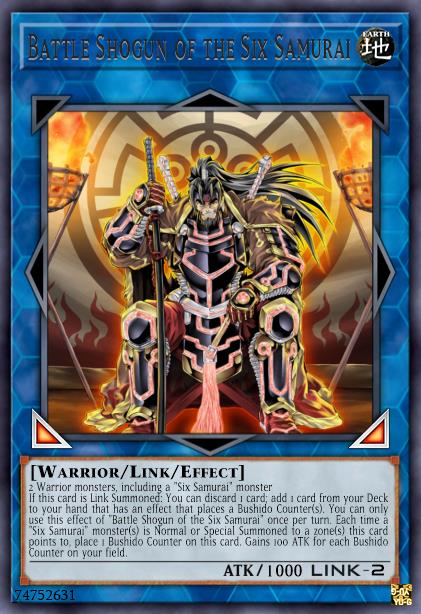 BATTLE SHOGUN OF THE SIX SAMURAI
EARTH
地
[WARRIOR/LINK/EFFECT]
2 Warrior monsters, including a "Six Samurai" monster
If this card is Link Summoned: You can discard 1 card; add 1 card from your Deck
to your hand that has an effect that places a Bushido Counter(s). You can only
use this effect of "Battle Shogun of the Six Samurai" once per turn. Each time a
"Six Samurai" monster(s) is Normal or Special Summoned to a zone(s) this card
points to, place 1 Bushido Counter on this card. Gains 100 ATK for each Bushido
Counter on your field.
ATK/1000 LINK-2
74752631